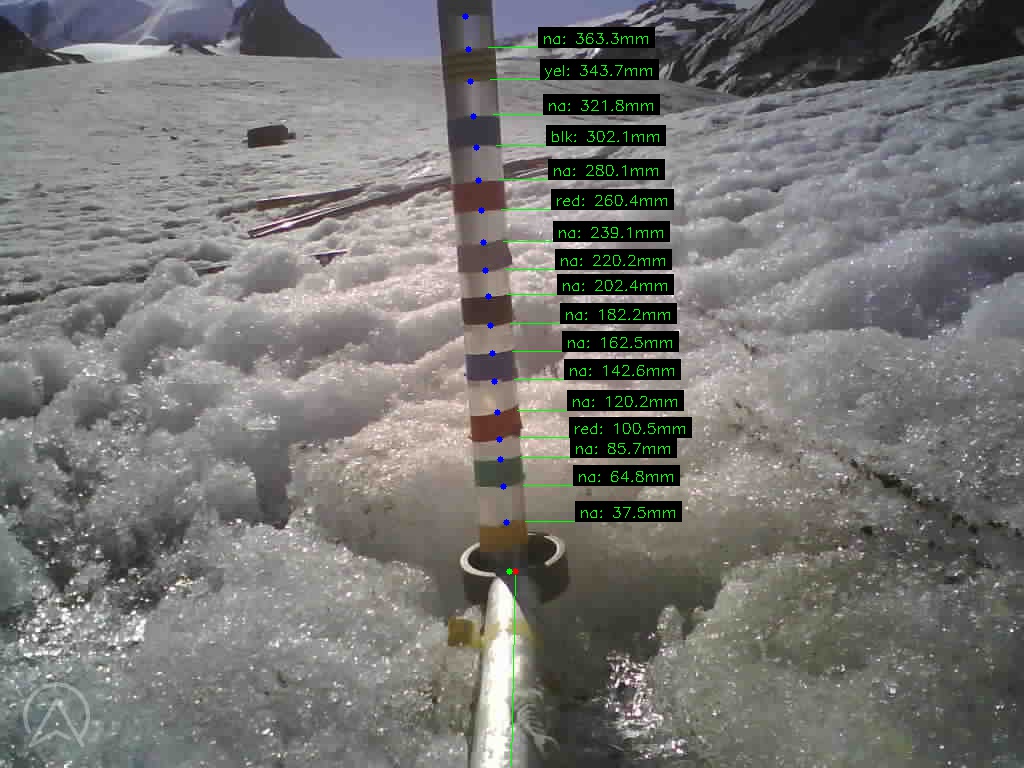 na: 363.3mm
yel: 343.7mm
na: 321.8mm
blk: 302.1mm
na: 280.1mm
red: 260.4mm
na: 239.1mm
na: 220.2mm
na: 202.4mm
na: 182.2mm
na: 162.5mm
na: 142.6mm
na: 120.2mm
red: 100.5mm
na: 85.7mm
na: 64.8mm
na: 37.5mm